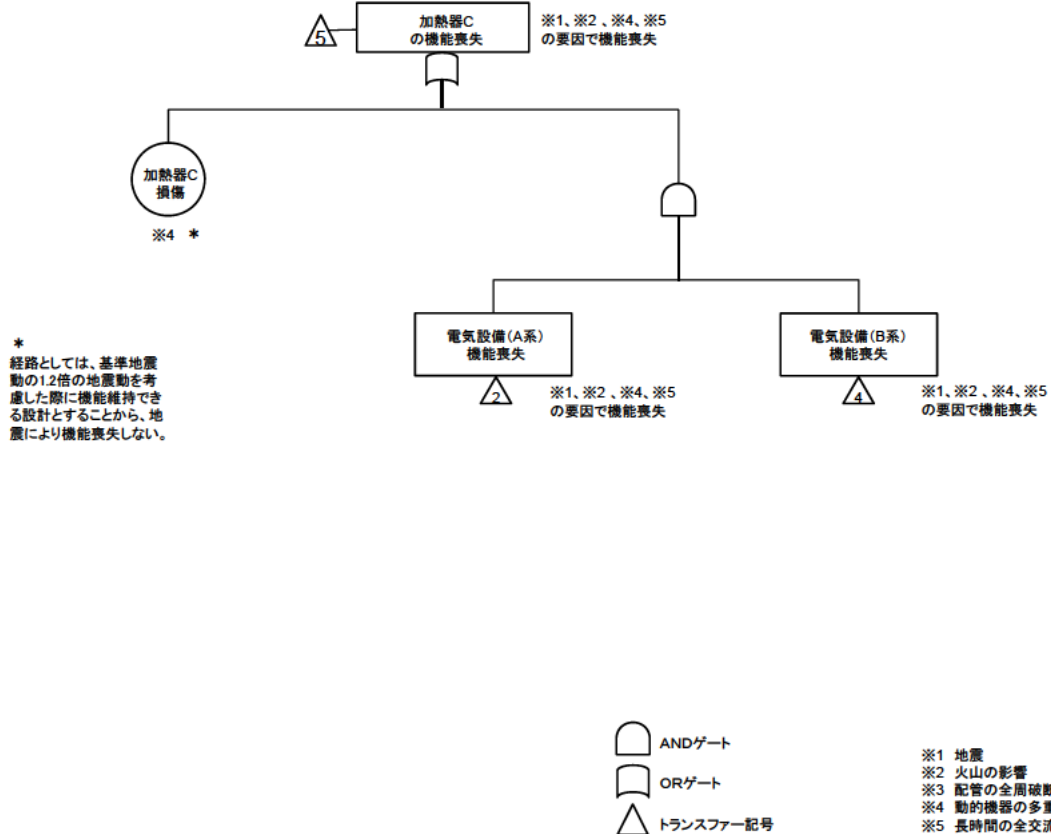 5
加熱器C
の機能喪失
※1、※2 、※4、※5
の要因で機能喪失
加熱器C
損傷
※4 *
*
経路としては、基準地震
動の1.2倍の地震動を考
慮した際に機能維持でき
る設計とすることから、地
震により機能喪失しない。
電気設備(A系)
機能喪失
2
※1、※2 、※4、※5
の要因で機能喪失
電気設備(B系)
機能喪失
4
※1、※2 、※4、※5
の要因で機能喪失
ANDゲート
ORゲート
トランスファー記号
※1 地震
※2 火山の影響
※3 配管の全周破断
※4 動的機器の多重
※5 長時間の全交流